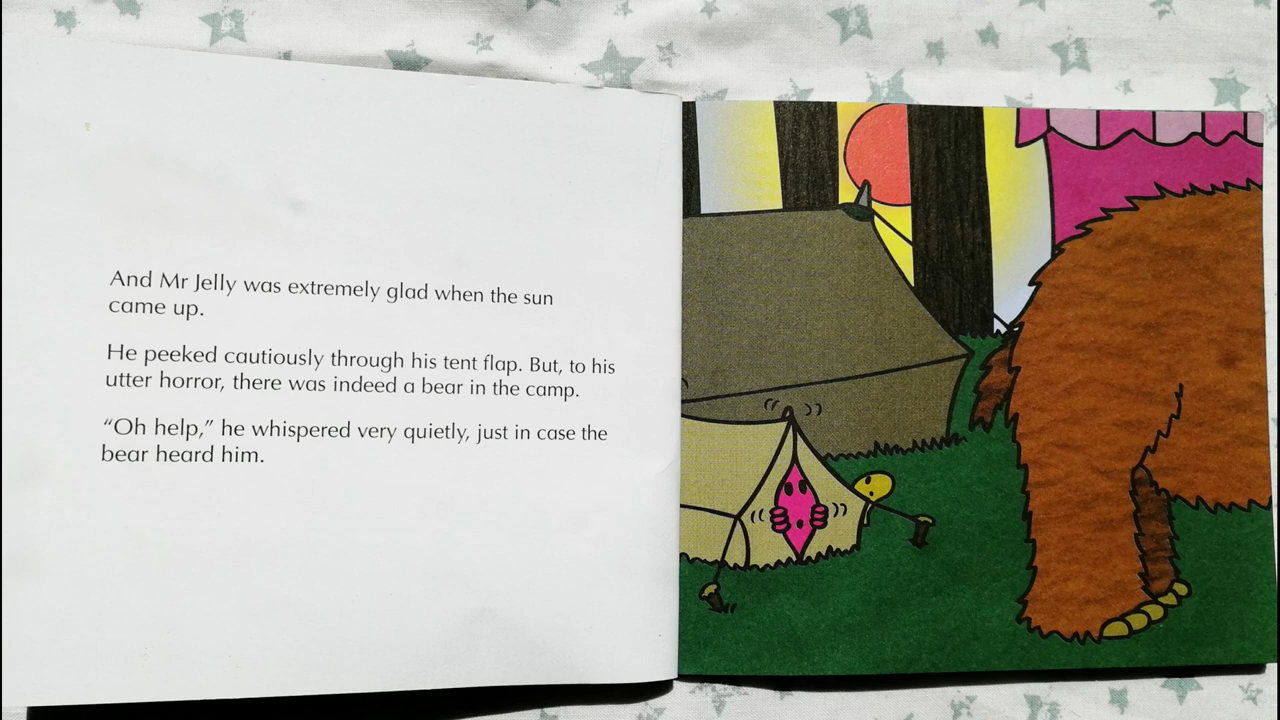 And Mr Jelly was extremely glad when the sun
came up.
He peeked cautiously through his tent flap. But, to his
utter horror, there was indeed a bear in the camp.
“Oh help,” he whispered very quietly, just in case the
bear heard him.